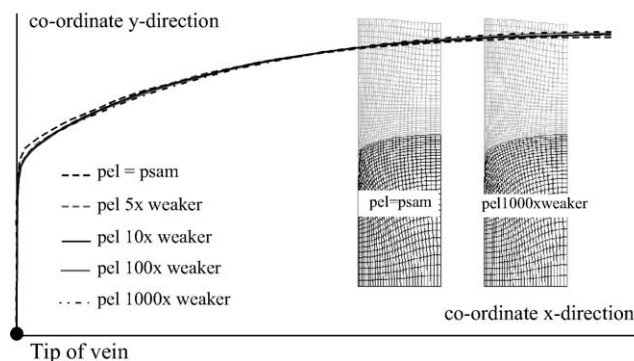 co-ordinate y-direction
pel = psam
pel 5x weaker
pel 10x weaker
pel 100x weaker
pel 1000x weaker
pel=psam
pel1000xweaker
co-ordinate x-direction
Tip of vein